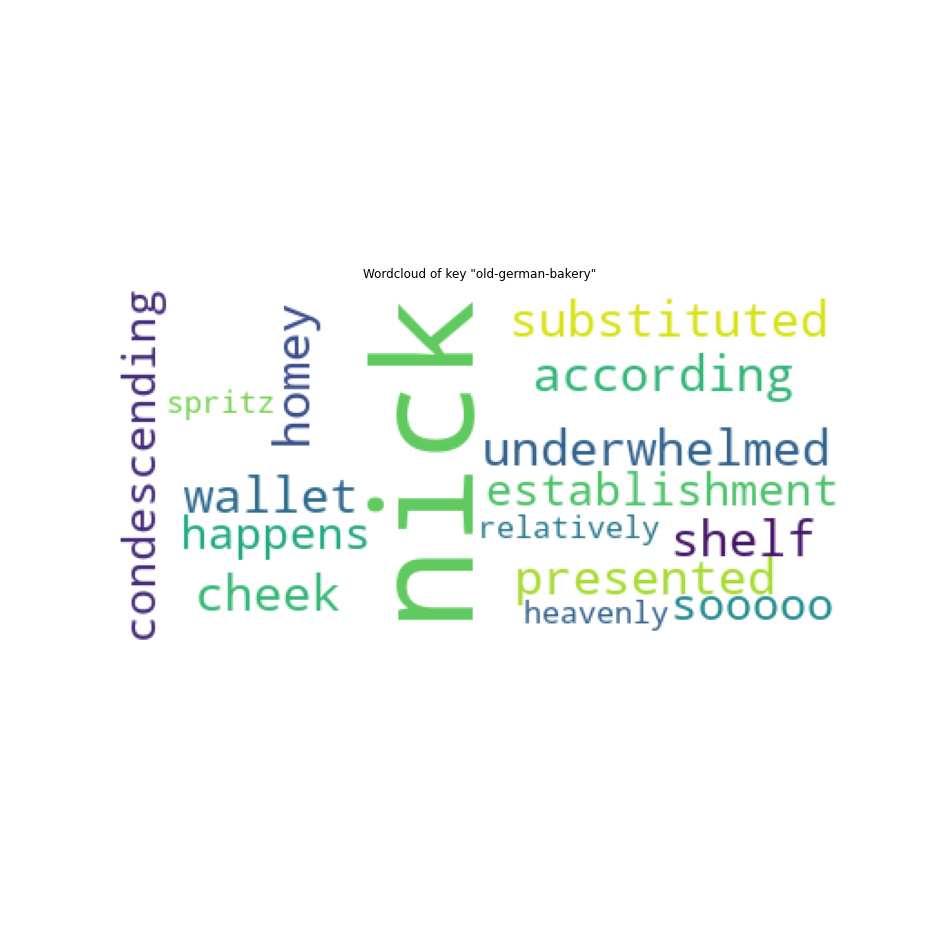 Wordcloud of key "old-german-bakery"
condescending
spritz
homey
wallet
happens
cheek
nick
substituted
according
underwhelmed
establishment
relatively
shelf
presented
heavenly
sooooo